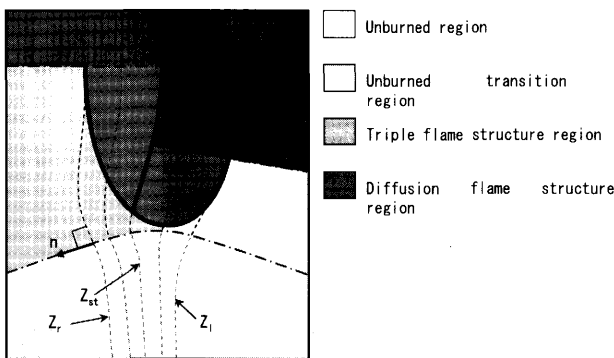 Unburned region
Unburned transition
region
Triple flame structure region
Diffusion flame structure
region
n
Zst
Zr
Zl